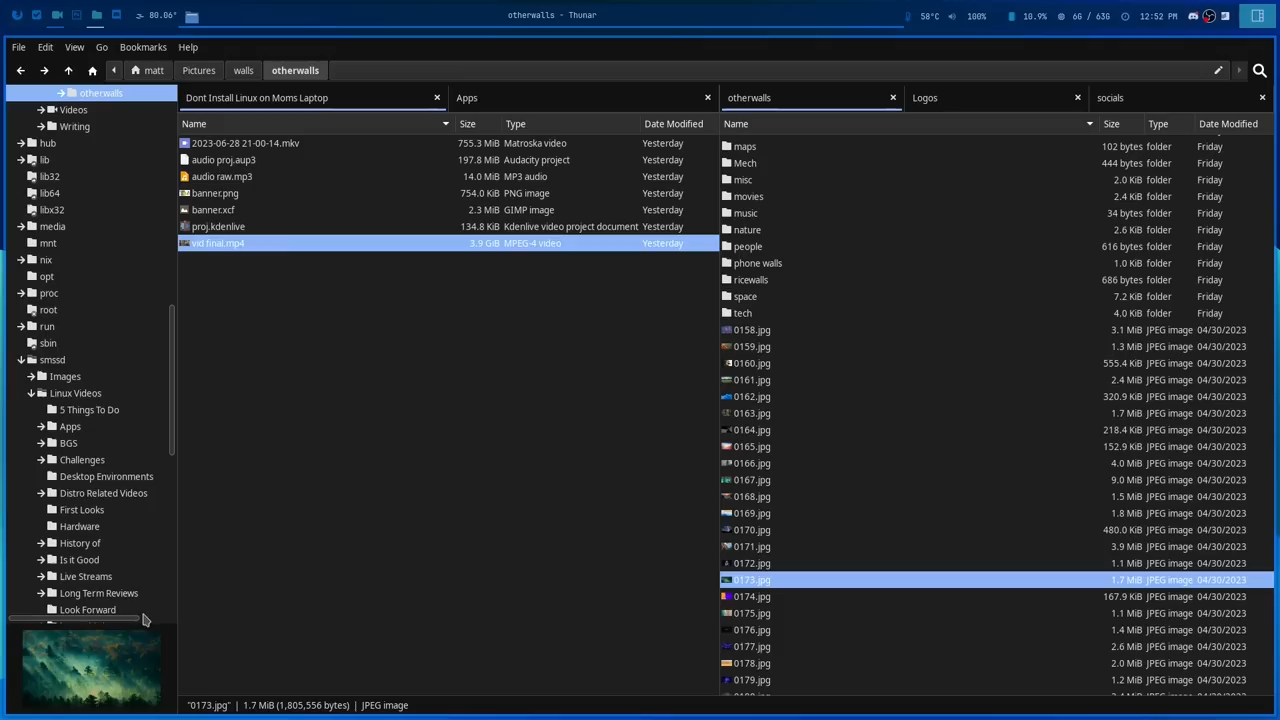 80.06°
otherwalls - Thunar
58°C 100% 10.9% 6G / 63G 12:52 PM
File Edit View Go Bookmarks Help
matt Pictures walls otherwalls
otherwalls
Videos
Writing
hub
lib
lib32
lib64
libx32
media
mnt
nix
opt
proc
root
run
sbin
smssd
Images
Linux Videos
5 Things To Do
Apps
BGS
Challenges
Desktop Environments
Distro Related Videos
First Looks
Hardware
History of
Is it Good
Live Streams
Long Term Reviews
Look Forward
Dont Install Linux on Moms Laptop Apps
Name Size Type Date Modified
2023-06-28 21-00-14.mkv 755.3 MiB Matroska video Yesterday
audio proj.aup3 197.8 MiB Audacity project Yesterday
audio raw.mp3 14.0 MiB MP3 audio Yesterday
banner.png 754.0 KiB PNG image Yesterday
banner.xcf 2.3 MiB GIMP image Yesterday
proj.kdenlive 134.8 KiB Kdenlive video project document Yesterday
vid final.mp4 3.9 GiB MPEG-4 video Yesterday
otherwalls Logos socials
Name Size Type Date Modified
maps 102 bytes folder Friday
Mech 444 bytes folder Friday
misc 2.0 KiB folder Friday
movies 2.4 KiB folder Friday
music 34 bytes folder Friday
nature 2.6 KiB folder Friday
people 616 bytes folder Friday
phone walls 1.0 KiB folder Friday
ricewalls 686 bytes folder Friday
space 7.2 KiB folder Friday
tech 4.0 KiB folder Friday
0158.jpg 3.1 MiB JPEG image 04/30/2023
0159.jpg 1.3 MiB JPEG image 04/30/2023
0160.jpg 555.4 KiB JPEG image 04/30/2023
0161.jpg 2.4 MiB JPEG image 04/30/2023
0162.jpg 320.9 KiB JPEG image 04/30/2023
0163.jpg 1.7 MiB JPEG image 04/30/2023
0164.jpg 218.4 KiB JPEG image 04/30/2023
0165.jpg 152.9 KiB JPEG image 04/30/2023
0166.jpg 4.0 MiB JPEG image 04/30/2023
0167.jpg 9.0 MiB JPEG image 04/30/2023
0168.jpg 1.5 MiB JPEG image 04/30/2023
0169.jpg 1.8 MiB JPEG image 04/30/2023
0170.jpg 480.0 KiB JPEG image 04/30/2023
0171.jpg 3.9 MiB JPEG image 04/30/2023
0172.jpg 1.1 MiB JPEG image 04/30/2023
0173.jpg 1.7 MiB JPEG image 04/30/2023
0174.jpg 167.9 KiB JPEG image 04/30/2023
0175.jpg 1.1 MiB JPEG image 04/30/2023
0176.jpg 1.4 MiB JPEG image 04/30/2023
0177.jpg 2.6 MiB JPEG image 04/30/2023
0178.jpg 2.0 MiB JPEG image 04/30/2023
0179.jpg 1.2 MiB JPEG image 04/30/2023
"0173.jpg" | 1.7 MiB (1,805,556 bytes) | JPEG image